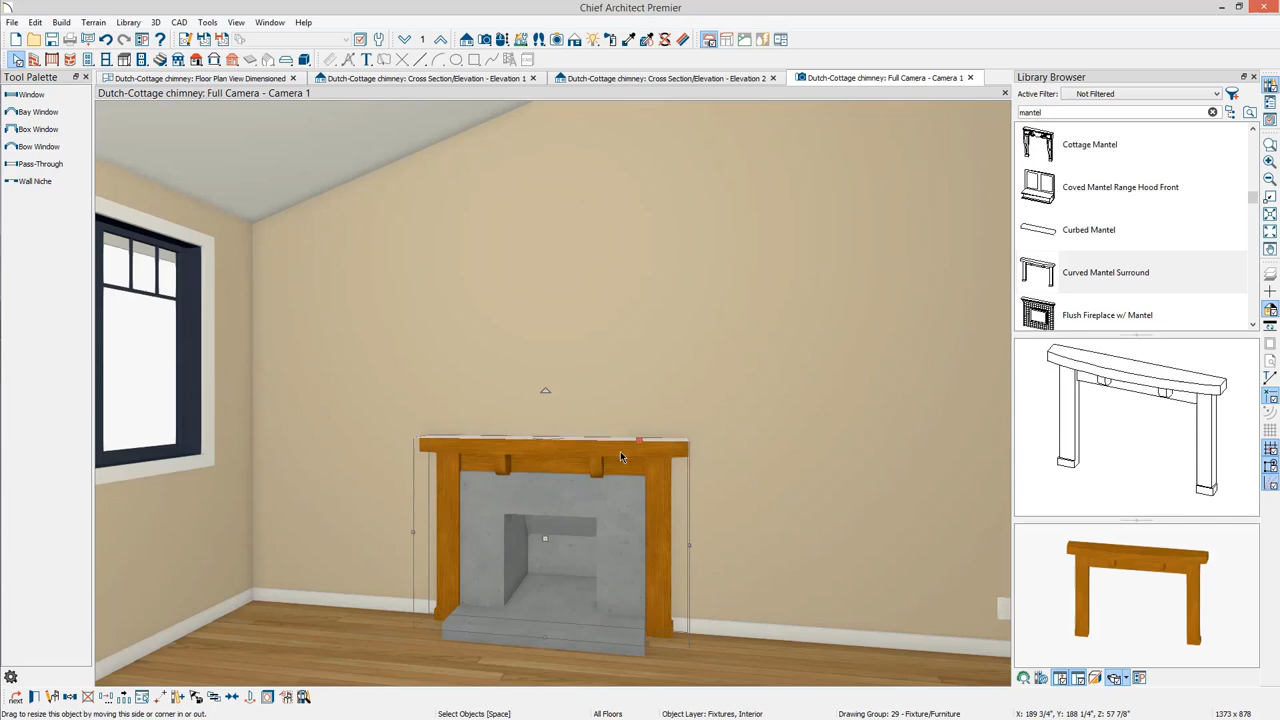 Chief Architect Premier
File Edit Build Terrain Library 3D CAD Tools View Window Help
1
Tool Palette
Dutch-Cottage chimney: Floor Plan View Dimensioned
Dutch-Cottage chimney: Cross Section/Elevation - Elevation 1
Dutch-Cottage chimney: Cross Section/Elevation - Elevation 2
Dutch-Cottage chimney: Full Camera - Camera 1
Library Browser
Dutch-Cottage chimney: Full Camera - Camera 1
Window
Bay Window
Box Window
Bow Window
Pass-Through
Wall Niche
Active Filter: Not Filtered
mantel
Cottage Mantel
Coved Mantel Range Hood Front
Curbed Mantel
Curved Mantel Surround
Flush Fireplace w/ Mantel
next
Drag to resize this object by moving this side or corner in or out.
Select Objects [Space]
All Floors
Object Layer: Fixtures, Interior
Drawing Group: 29 - Fixture/Furniture
X: 189 3/4", Y: 188 1/4", Z: 57 7/8"
1373 x 878